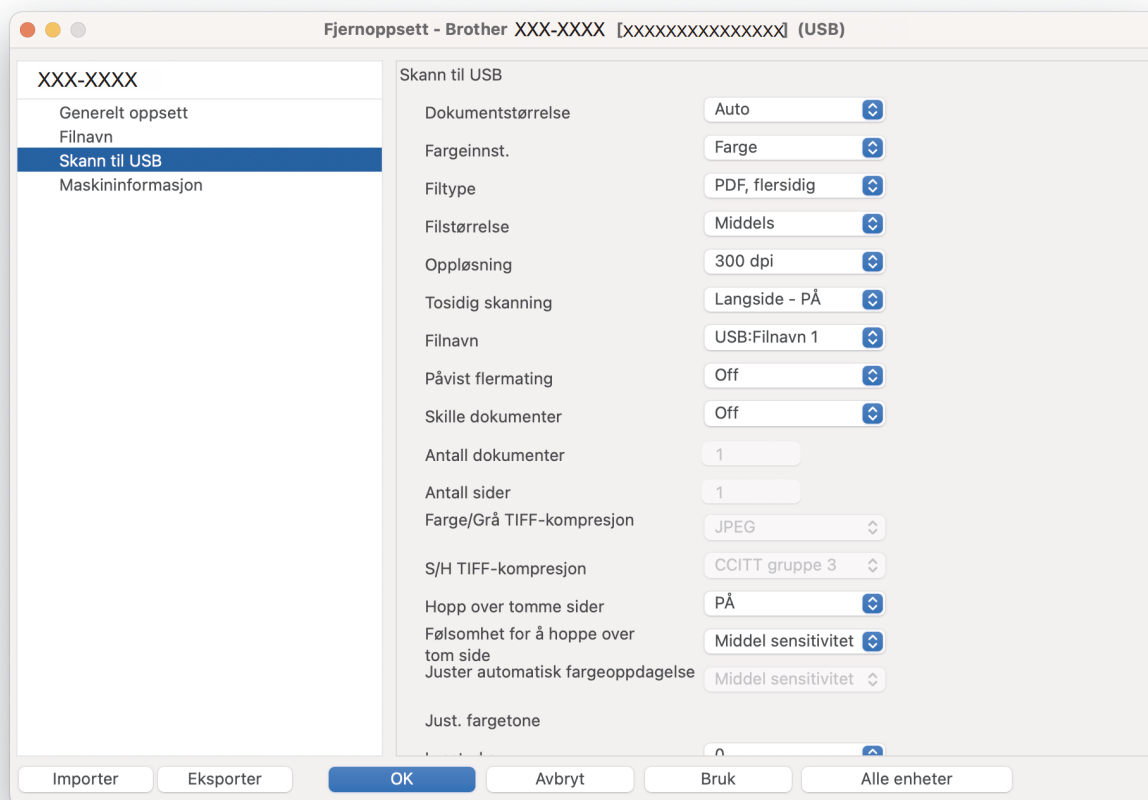 Fjernoppsett - Brother XXX-XXXX [XXXXXXXXXXXXXXX] (USB)
XXX-XXXX
Generelt oppsett
Filnavn
Skann til USB
Maskininformasjon
Skann til USB
Dokumentstørrelse Auto
Fargeinnst. Farge
Filtype PDF, flersidig
Filstørrelse Middels
Oppløsning 300 dpi
Tosidig skanning Langside - PÅ
Filnavn USB:Filnavn 1
Påvist flermating Off
Skille dokumenter Off
Antall dokumenter 1
Antall sider 1
Farge/Grå TIFF-kompresjon JPEG
S/H TIFF-kompresjon CCITT gruppe 3
Hopp over tomme sider PÅ
Følsomhet for å hoppe over
tom side Middel sensitivitet
Juster automatisk fargeoppdagelse Middel sensitivitet
Just. fargetone
0
Importer Eksporter OK Avbryt Bruk Alle enheter